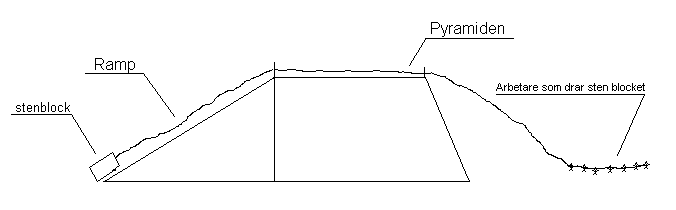 Pyramiden
Ramp
Arbetare som drar sten blocket
stenblock